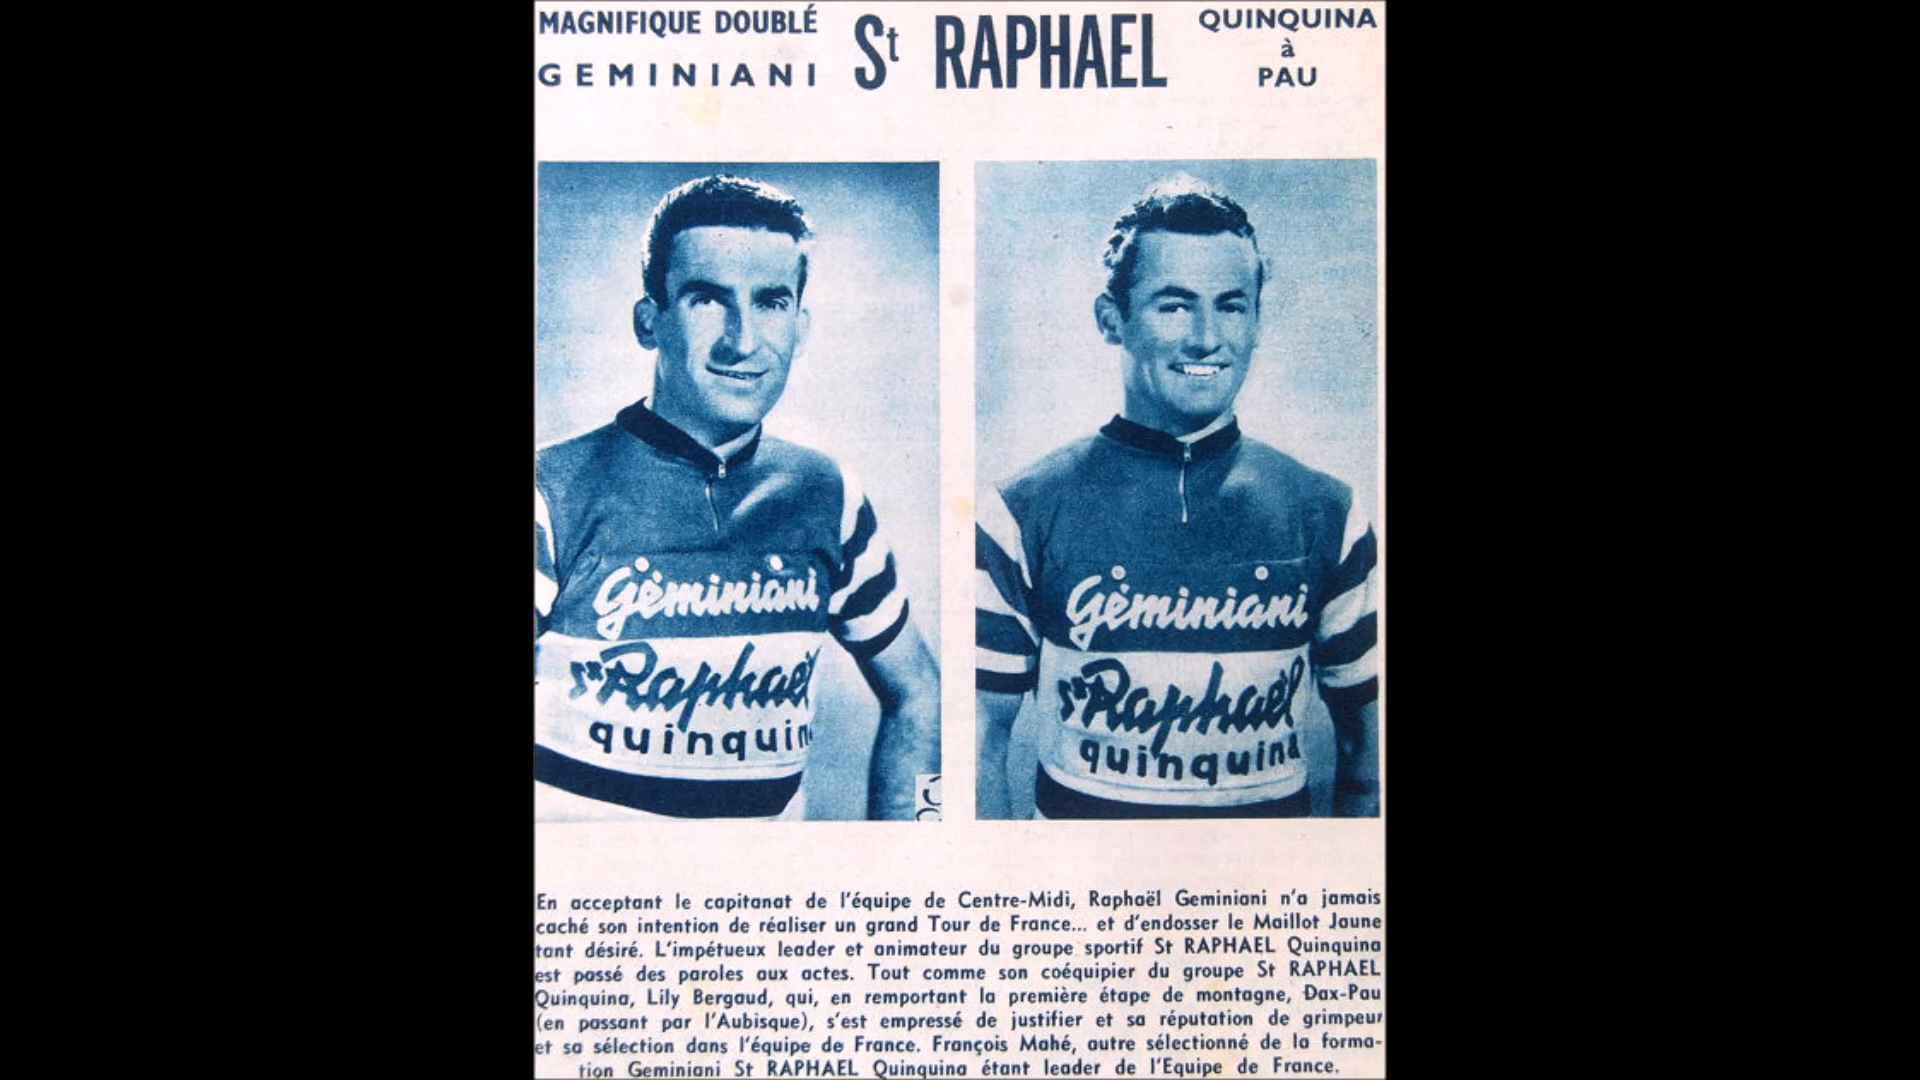 MAGNIFIQUE DOUBLÉ
GEMINIANI
St RAPHAEL
QUINQUINA
à
PAU
Géminiani
St Raphaël
quinquin
Géminiani
St Raphaël
quinquina
En acceptant le capitanat de l'équipe de Centre-Midi, Raphaël Geminiani n'a jamais
caché son intention de réaliser un grand Tour de France... et d'endosser le Maillot Jaune
tant désiré. L'impétueux leader et animateur du groupe sportif St RAPHAEL Quinquina
est passé des paroles aux actes. Tout comme son coéquipier du groupe St RAPHAEL
Quinquina, Lily Bergaud, qui, en remportant la première étape de montagne, Dax-Pau
(en passant par l'Aubisque), s'est empressé de justifier et sa réputation de grimpeur
et sa sélection dans l'équipe de France. François Mahé, autre sélectionné de la forma-
tion Geminiani St RAPHAEL Quinquina étant leader de l'Equipe de France.